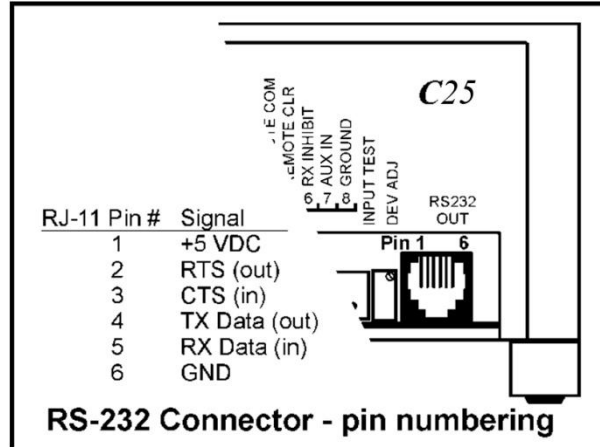 C25
COM
REMOTE CLR
RX INHIBIT
AUX IN
GROUND
6 7 8
INPUT TEST
DEV ADJ
RS232
OUT
Pin 1 6
RJ-11 Pin # Signal
1 +5 VDC
2 RTS (out)
3 CTS (in)
4 TX Data (out)
5 RX Data (in)
6 GND
RS-232 Connector - pin numbering